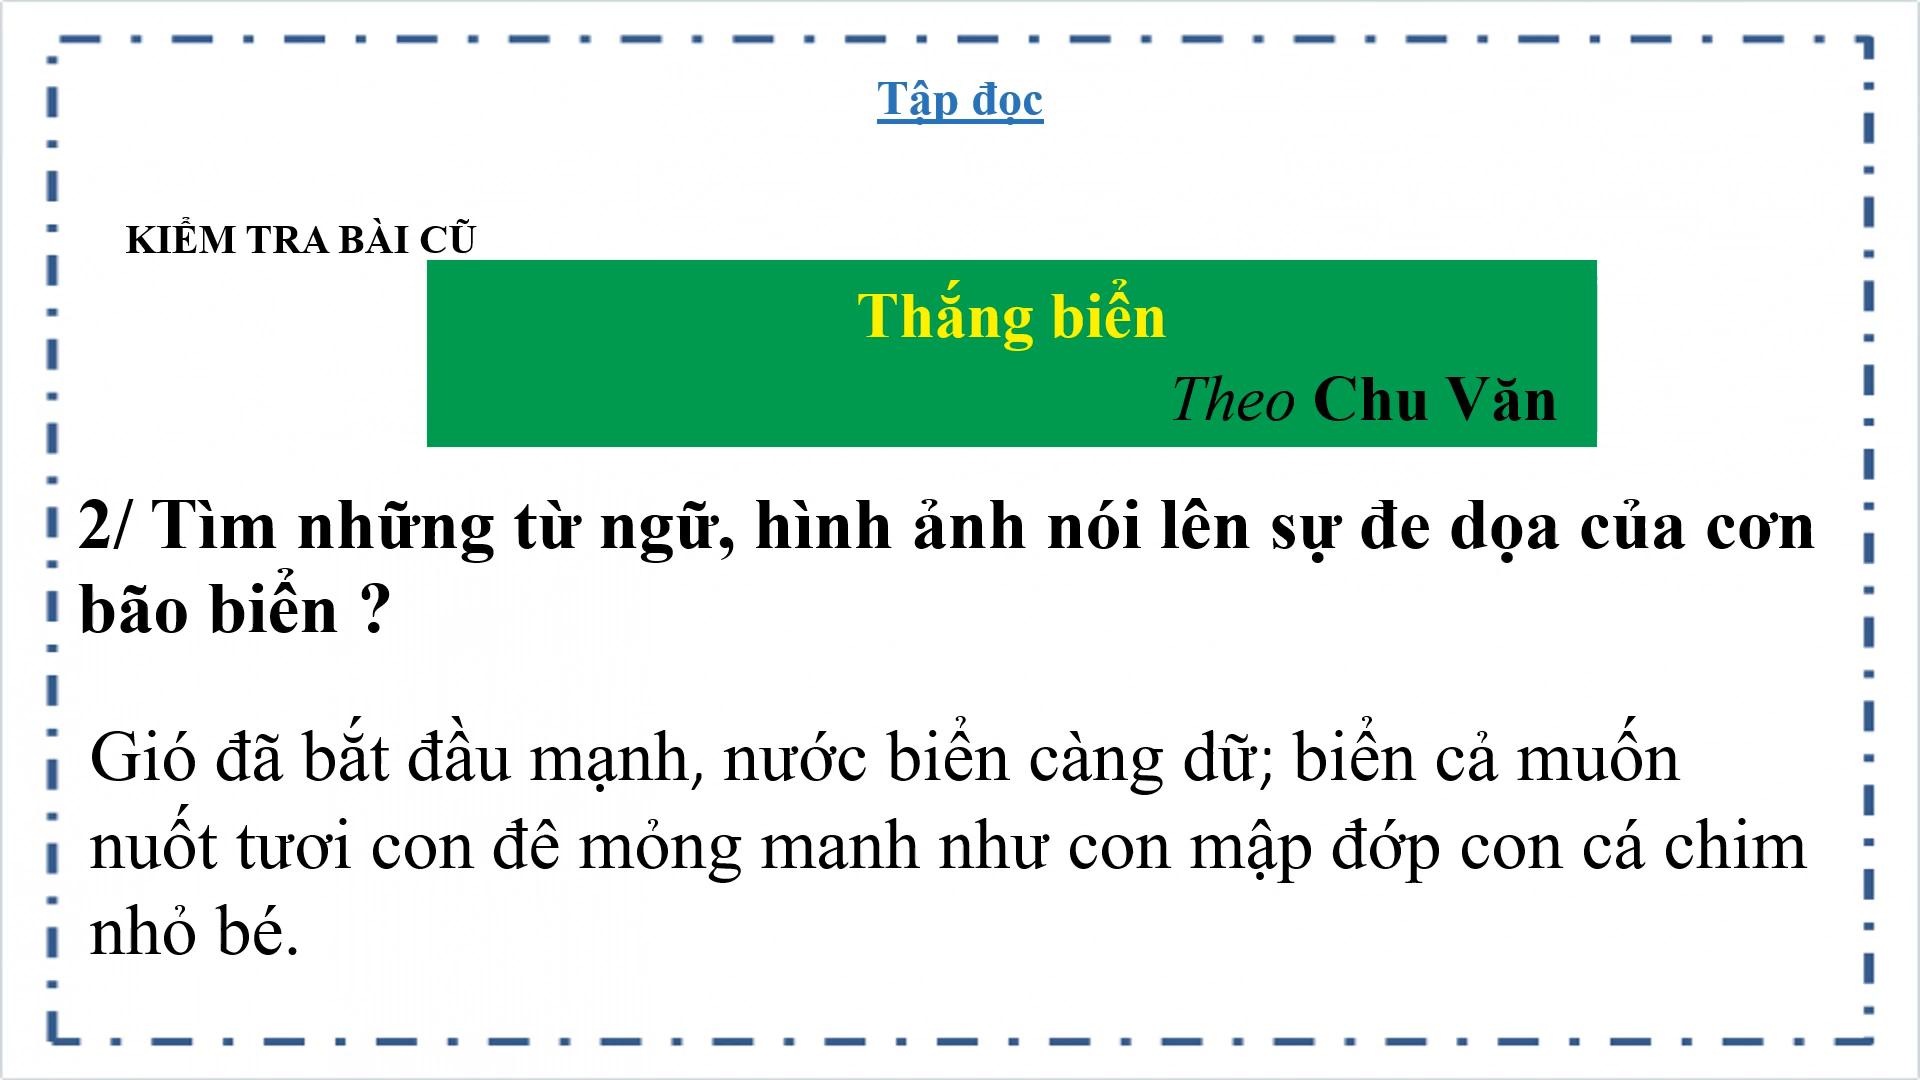 Tập đọc
KIỂM TRA BÀI CŨ
Thắng biển
Theo Chu Văn
2/ Tìm những từ ngữ, hình ảnh nói lên sự đe dọa của cơn
bão biển ?
Gió đã bắt đầu mạnh, nước biển càng dữ; biển cả muốn
nuốt tươi con đê mỏng manh như con mập đớp con cá chim
nhỏ bé.